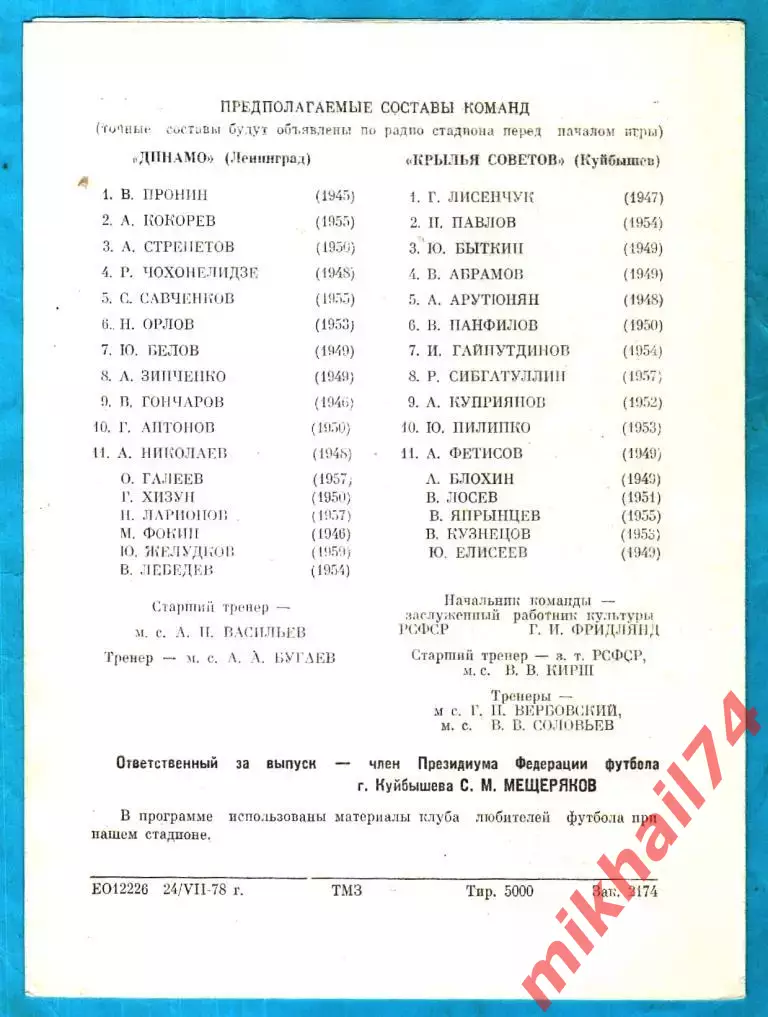 ПРЕДПОЛАГАЕМЫЕ СОСТАВЫ КОМАНД
(точные составы будут объявлены по радио стадиона перед началом игры)
«ДИНАМО» (Ленинград)
1. В. ПРОНИН (1945)
2. А. КОКОРЕВ (1955)
3. А. СТРЕПЕТОВ (1956)
4. Р. ЧОХОНЕЛИДЗЕ (1948)
5. С. САВЧЕНКОВ (1955)
6. Н. ОРЛОВ (1953)
7. Ю. БЕЛОВ (1949)
8. А. ЗИНЧЕНКО (1949)
9. В. ГОНЧАРОВ (1946)
10. Г. АНТОНОВ (1950)
11. А. НИКОЛАЕВ (1948)
О. ГАЛЕЕВ (1957)
Г. ХИЗУН (1950)
Н. ЛАРИОНОВ (1957)
М. ФОКИН (1946)
Ю. ЖЕЛУДКОВ (1959)
В. ЛЕБЕДЕВ (1954)
Старший тренер —
м. с. А. П. ВАСИЛЬЕВ
Тренер — м. с. А. А. БУГАЕВ
«КРЫЛЬЯ СОВЕТОВ» (Куйбышев)
1. Г. ЛИСЕНЧУК (1947)
2. Н. ПАВЛОВ (1954)
3. Ю. БЫТКИН (1949)
4. В. АБРАМОВ (1949)
5. А. АРУТЮНЯН (1948)
6. В. ПАНФИЛОВ (1950)
7. И. ГАЙНУТДИНОВ (1954)
8. Р. СИБГАТУЛЛИН (1957)
9. А. КУПРИЯНОВ (1952)
10. Ю. ПИЛИПКО (1953)
11. А. ФЕТИСОВ (1949)
А. БЛОХИН (1949)
В. ЛОСЕВ (1951)
В. ЯПРЫНЦЕВ (1955)
В. КУЗНЕЦОВ (1953)
Ю. ЕЛИСЕЕВ (1949)
Начальник команды —
заслуженный работник культуры
РСФСР Г. И. ФРИДЛЯНД
Старший тренер — з. т. РСФСР,
м. с. В. В. КИРШ
Тренеры —
м с. Г. П. ВЕРБОВСКИЙ,
м. с. В. В. СОЛОВЬЕВ
Ответственный за выпуск — член Президиума Федерации футбола
г. Куйбышева С. М. МЕЩЕРЯКОВ
В программе использованы материалы клуба любителей футбола при
нашем стадионе.
ЕО12226 24/VII-78 г. ТМЗ Тир. 5000 Зак. 2174
mikhail74